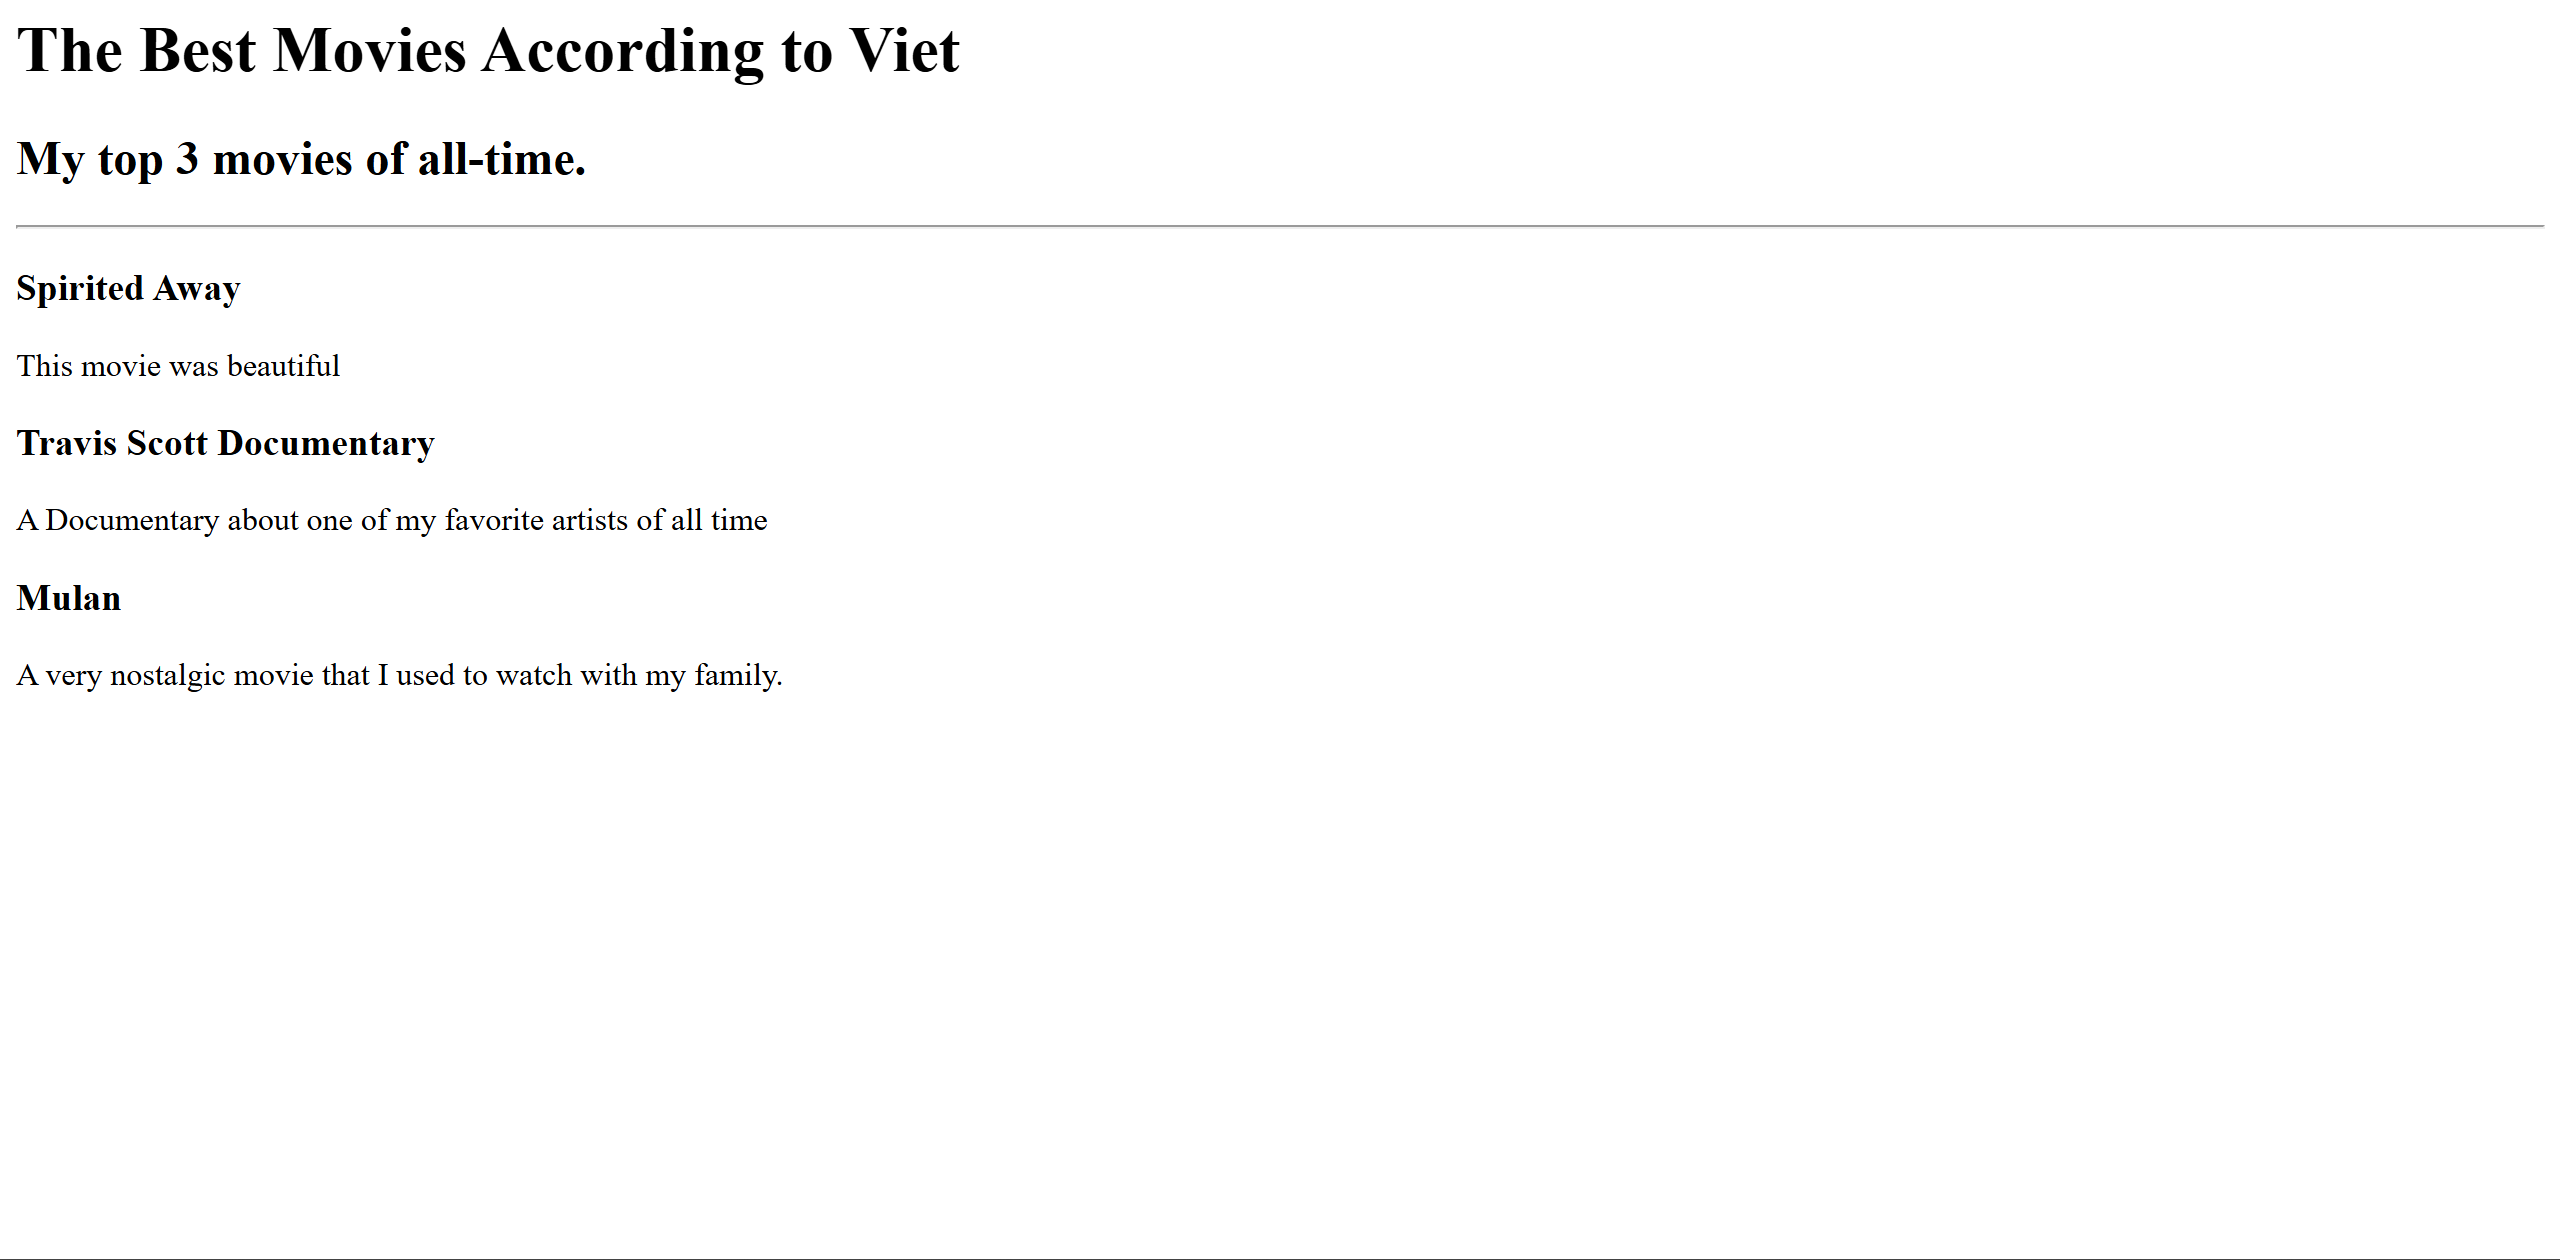 The Best Movies According to Viet
My top 3 movies of all-time.
Spirited Away
This movie was beautiful
Travis Scott Documentary
A Documentary about one of my favorite artists of all time
Mulan
A very nostalgic movie that I used to watch with my family.